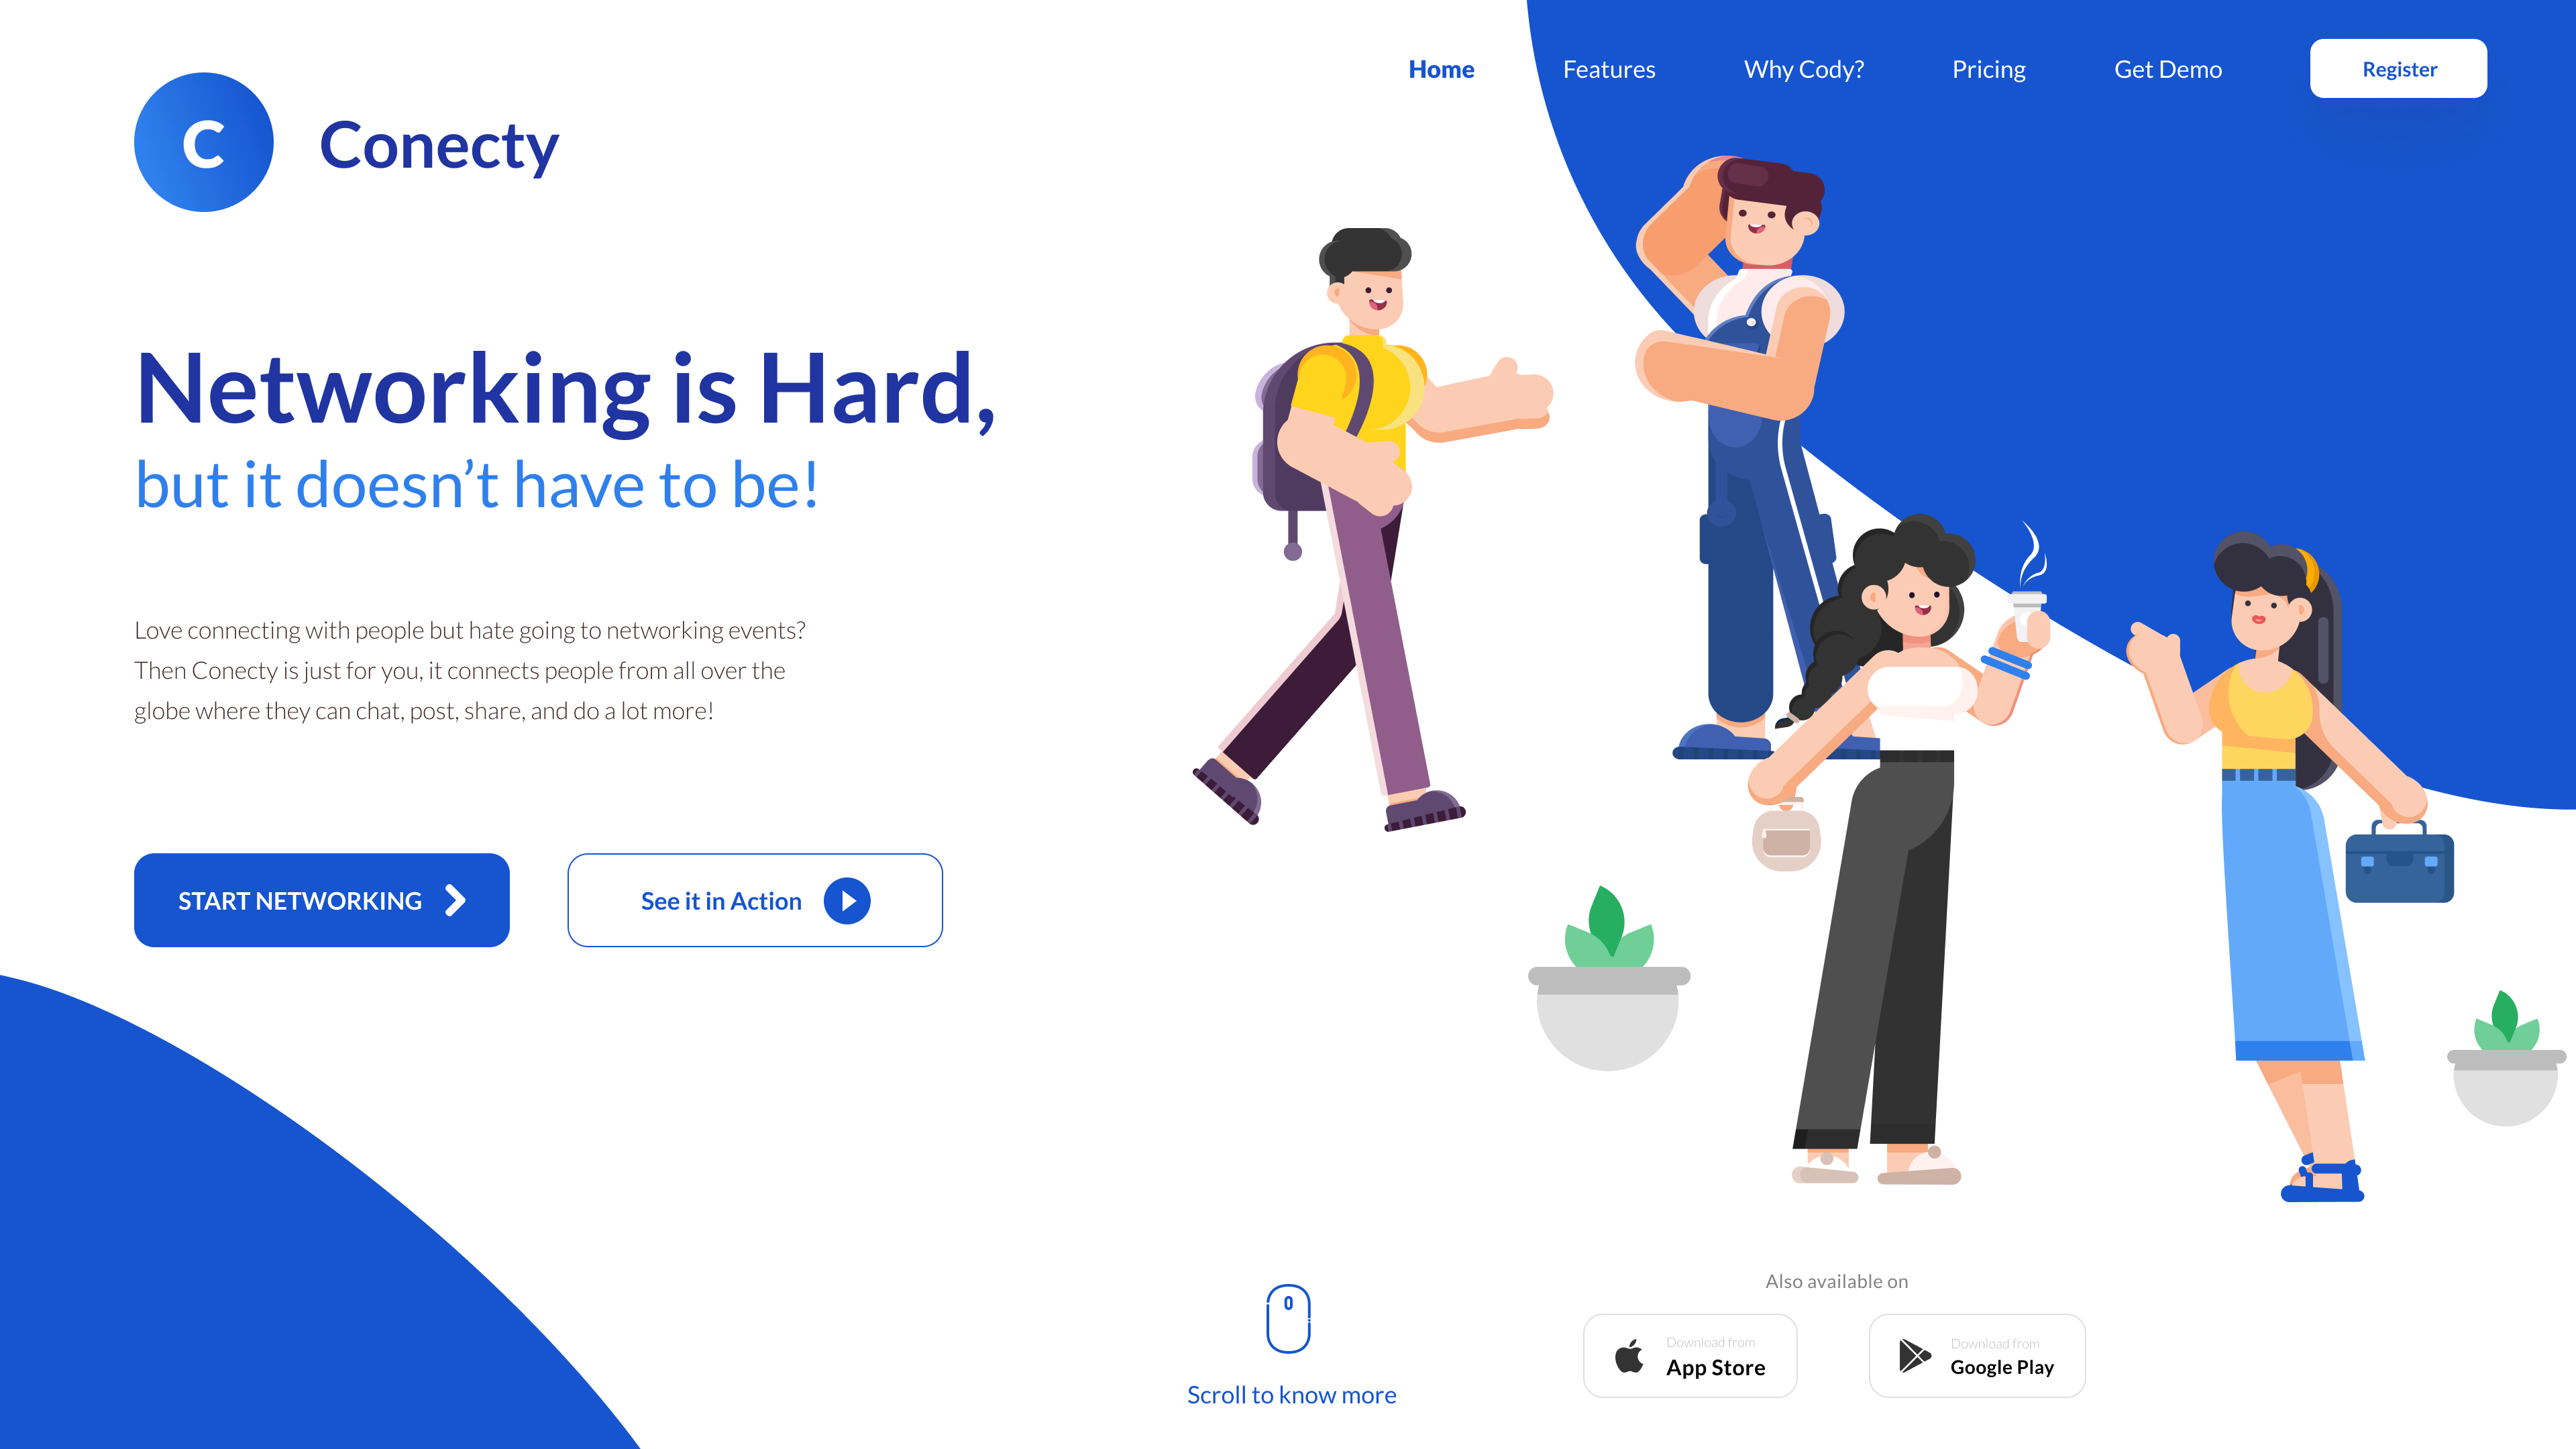 Home
Features
Why Cody?
Pricing
Get Demo
Register
C
Conecty
Networking is Hard,
but it doesn't have to be!
Love connecting with people but hate going to networking events?
Then Conecty is just for you, it connects people from all over the
globe where they can chat, post, share, and do a lot more!
START NETWORKING
See it in Action
Also available on
Download from
App Store
Download from
Google Play
Scroll to know more